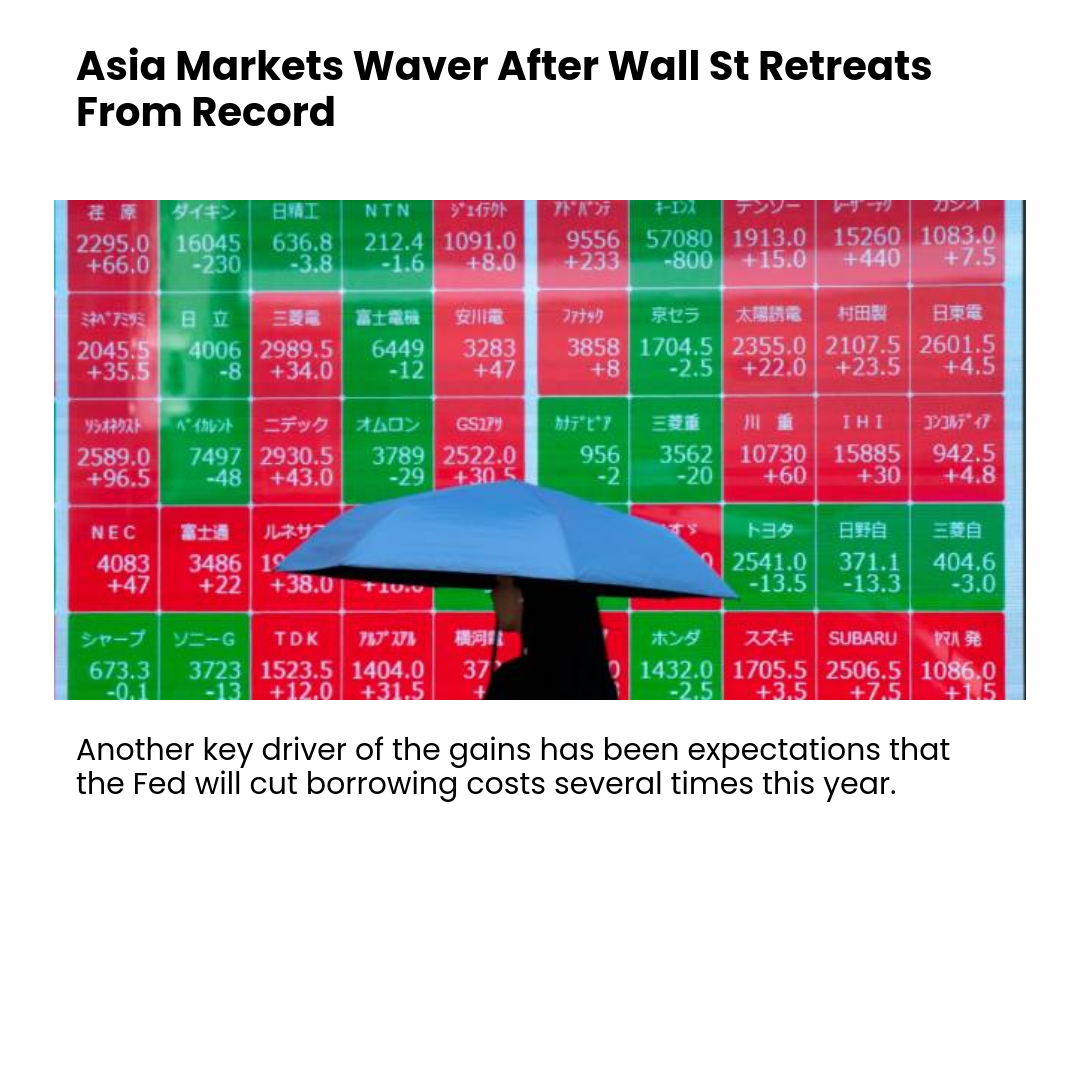 Asia Markets Waver After Wall St Retreats
From Record
荏 原 ダイキン 日精工 NTN ジェイテクト アドバンテ キーエンス デンソー レーザーテク カシオ
2295.0 16045 636.8 212.4 1091.0 9556 57080 1913.0 15260 1083.0
+66.0 -230 -3.8 -1.6 +8.0 +233 -800 +15.0 +440 +7.5
ミネベアミツミ 日 立 三菱電 富士電機 安川電 ファナック 京セラ 太陽誘電 村田製 日東電
2045.5 4006 2989.5 6449 3283 3858 1704.5 2355.0 2107.5 2601.5
+35.5 -8 +34.0 -12 +47 +8 -2.5 +22.0 +23.5 +4.5
ソシオネクスト ベイカレント ニデック オムロン GSユアサ カナデビア 三菱重 川 重 IHI コンコルディア
2589.0 7497 2930.5 3789 2522.0 956 3562 10730 15885 942.5
+96.5 -48 +43.0 -29 +30.5 -2 -20 +60 +30 +4.8
NEC 富士通 ルネサ トヨタ 日野自 三菱自
4083 3486 2541.0 371.1 404.6
+47 +22 +38.0 -13.5 -13.3 -3.0
シャープ ソニーG TDK アルプスアル 横河電 ホンダ スズキ SUBARU ヤマハ発
673.3 3723 1523.5 1404.0 1432.0 1705.5 2506.5 1086.0
-0.1 -13 +12.0 +31.5 -2.5 +3.5 +7.5 +1.5
Another key driver of the gains has been expectations that
the Fed will cut borrowing costs several times this year.